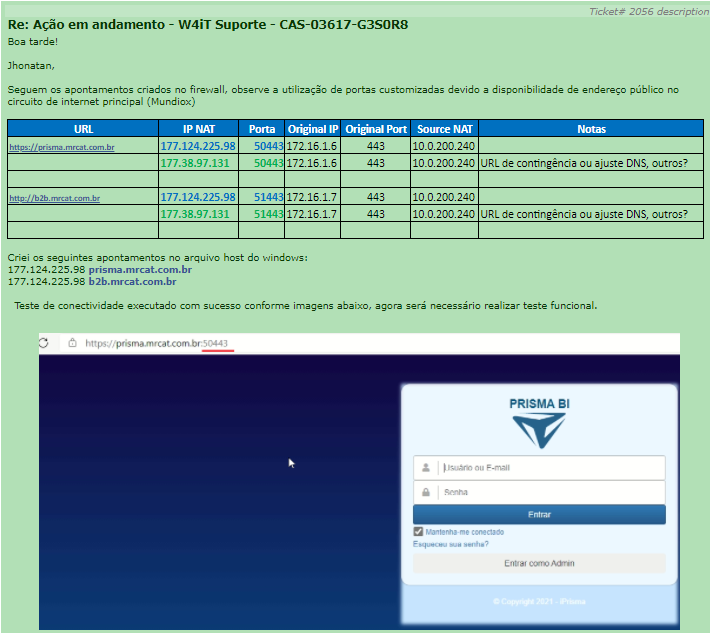 Ticket# 2056 description
Re: Ação em andamento - W4iT Suporte - CAS-03617-G3S0R8
Boa tarde!
Jhonatan,
Seguem os apontamentos criados no firewall, observe a utilização de portas customizadas devido a disponibilidade de endereço público no
circuito de internet principal (Mundiox)
URL IP NAT Porta Original IP Original Port Source NAT Notas
https://prisma.mrcat.com.br 177.124.225.98 50443 172.16.1.6 443 10.0.200.240
177.38.97.131 50443 172.16.1.6 443 10.0.200.240 URL de contingência ou ajuste DNS, outros?
http://b2b.mrcat.com.br 177.124.225.98 51443 172.16.1.7 443 10.0.200.240
177.38.97.131 51443 172.16.1.7 443 10.0.200.240 URL de contingência ou ajuste DNS, outros?
Criei os seguintes apontamentos no arquivo host do windows:
177.124.225.98 prisma.mrcat.com.br
177.124.225.98 b2b.mrcat.com.br
Teste de conectividade executado com sucesso conforme imagens abaixo, agora será necessário realizar teste funcional.
https://prisma.mrcat.com.br:50443
PRISMA BI
Usuário ou E-mail
Senha
Entrar
Mantenha-me conectado
Esqueceu sua senha?
Entrar como Admin
© Copyright 2021 - iPrisma